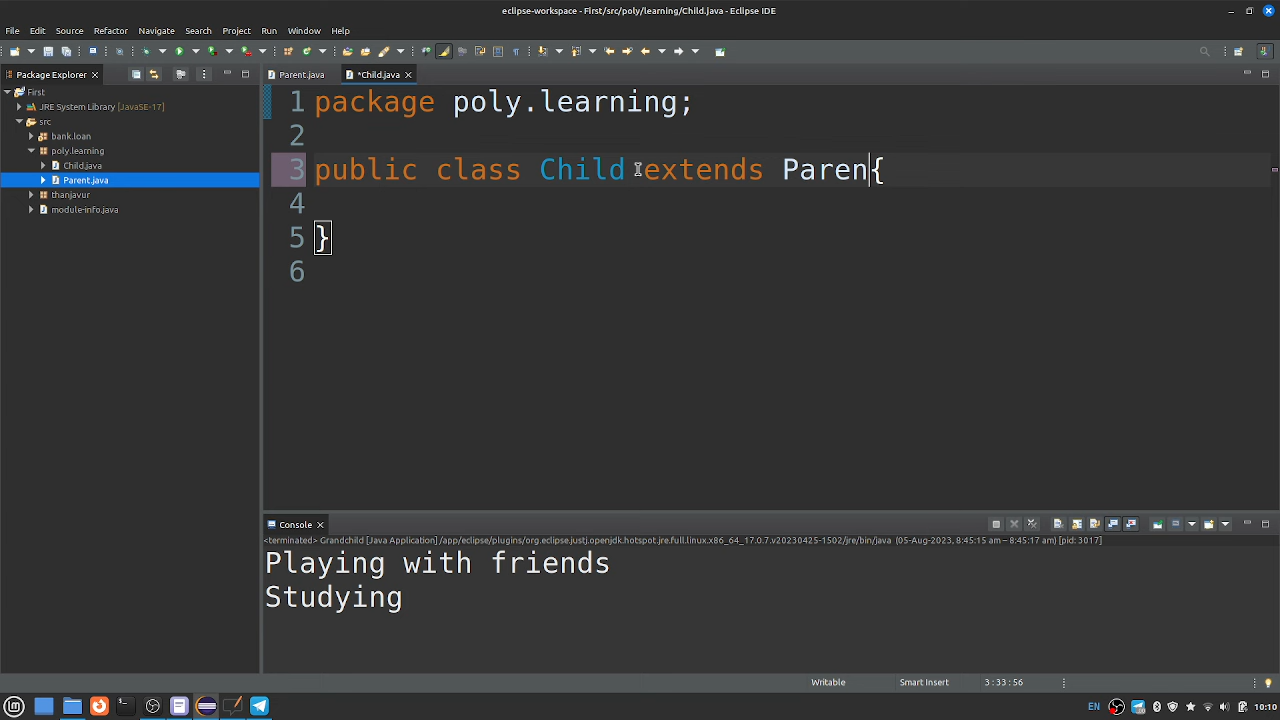 eclipse-workspace - First/src/poly/learning/Child.java - Eclipse IDE
File Edit Source Refactor Navigate Search Project Run Window Help
Package Explorer
Parent.java
*Child.java
First
JRE System Library [JavaSE-17]
src
bank.loan
poly.learning
Child.java
Parent.java
thanjavur
module-info.java
1 package poly.learning;
2
3 public class Child extends Paren{
4
5 }
6
Console
<terminated> Grandchild [Java Application] /app/eclipse/plugins/org.eclipse.justj.openjdk.hotspot.jre.full.linux.x86_64_17.0.7.v20230425-1502/jre/bin/java (05-Aug-2023, 8:45:15 am – 8:45:17 am) [pid: 3017]
Playing with friends
Studying
Writable
Smart Insert
3:33:56
EN
10:10